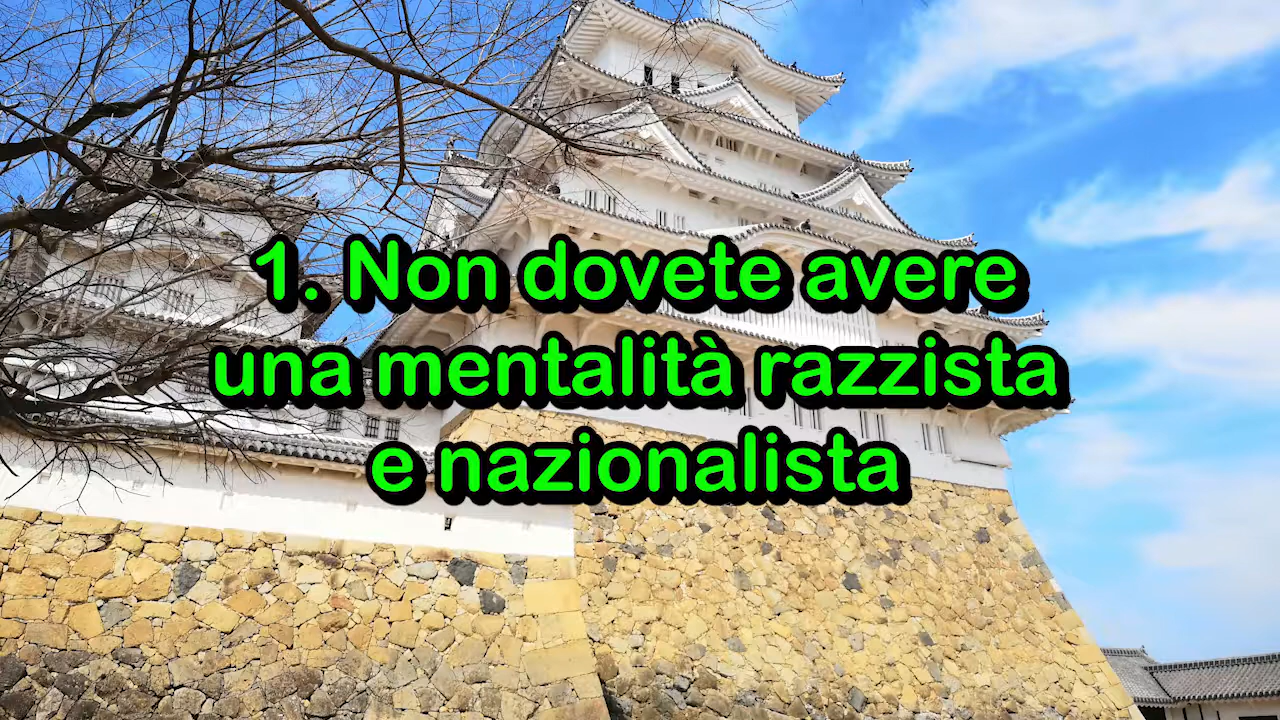 1. Non dovete avere
una mentalità razzista
e nazionalista